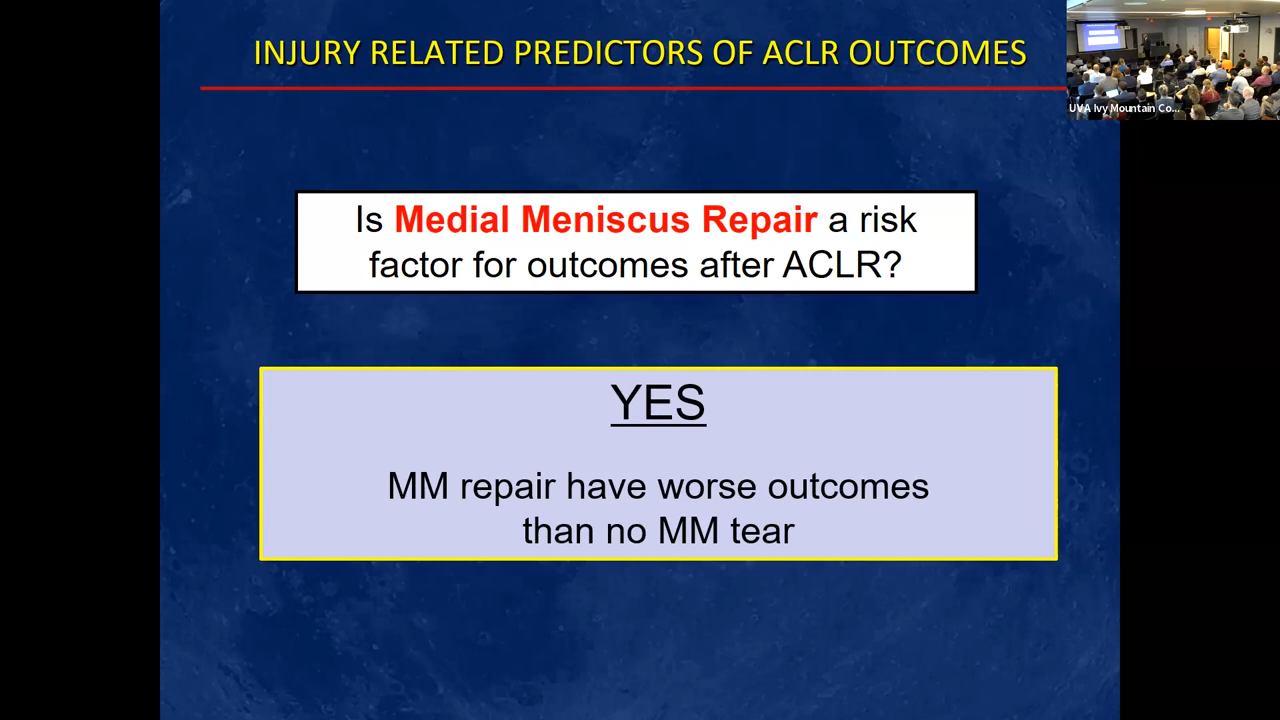 INJURY RELATED PREDICTORS OF ACLR OUTCOMES
UVA Ivy Mountain Co...
Is Medial Meniscus Repair a risk
factor for outcomes after ACLR?
YES
MM repair have worse outcomes
than no MM tear